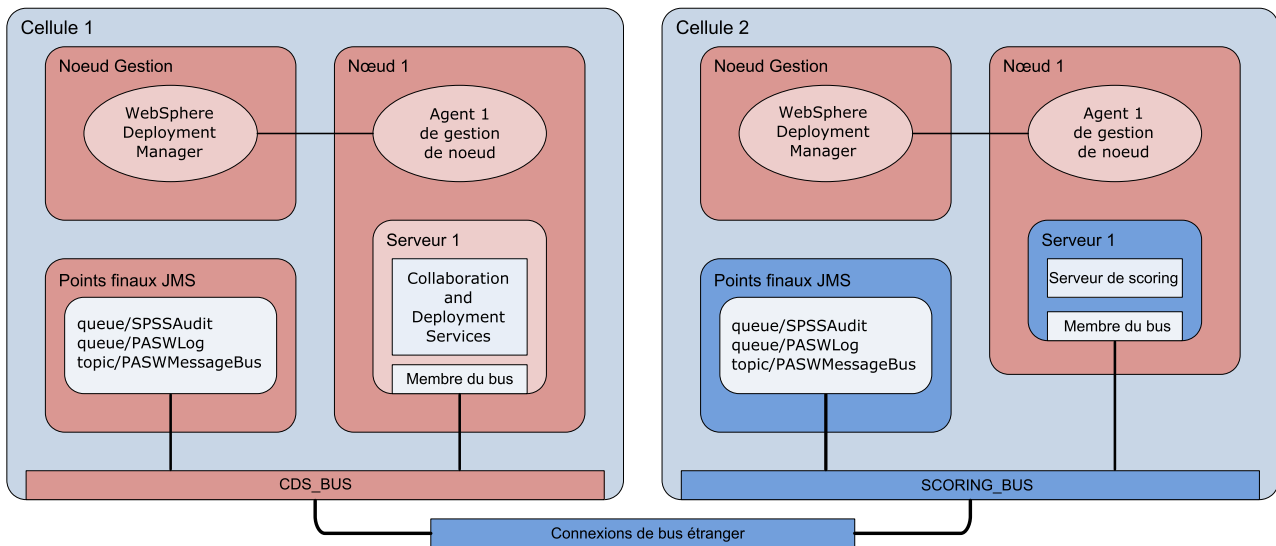 Cellule 1
Noeud Gestion
WebSphere
Deployment
Manager
Nœud 1
Agent 1
de gestion
de noeud
Serveur 1
Collaboration
and
Deployment
Services
Membre du bus
Points finaux JMS
queue/SPSSAudit
queue/PASWLog
topic/PASWMessageBus
CDS_BUS
Cellule 2
Noeud Gestion
WebSphere
Deployment
Manager
Nœud 1
Agent 1
de gestion
de noeud
Serveur 1
Serveur de scoring
Membre du bus
Points finaux JMS
queue/SPSSAudit
queue/PASWLog
topic/PASWMessageBus
SCORING_BUS
Connexions de bus étranger